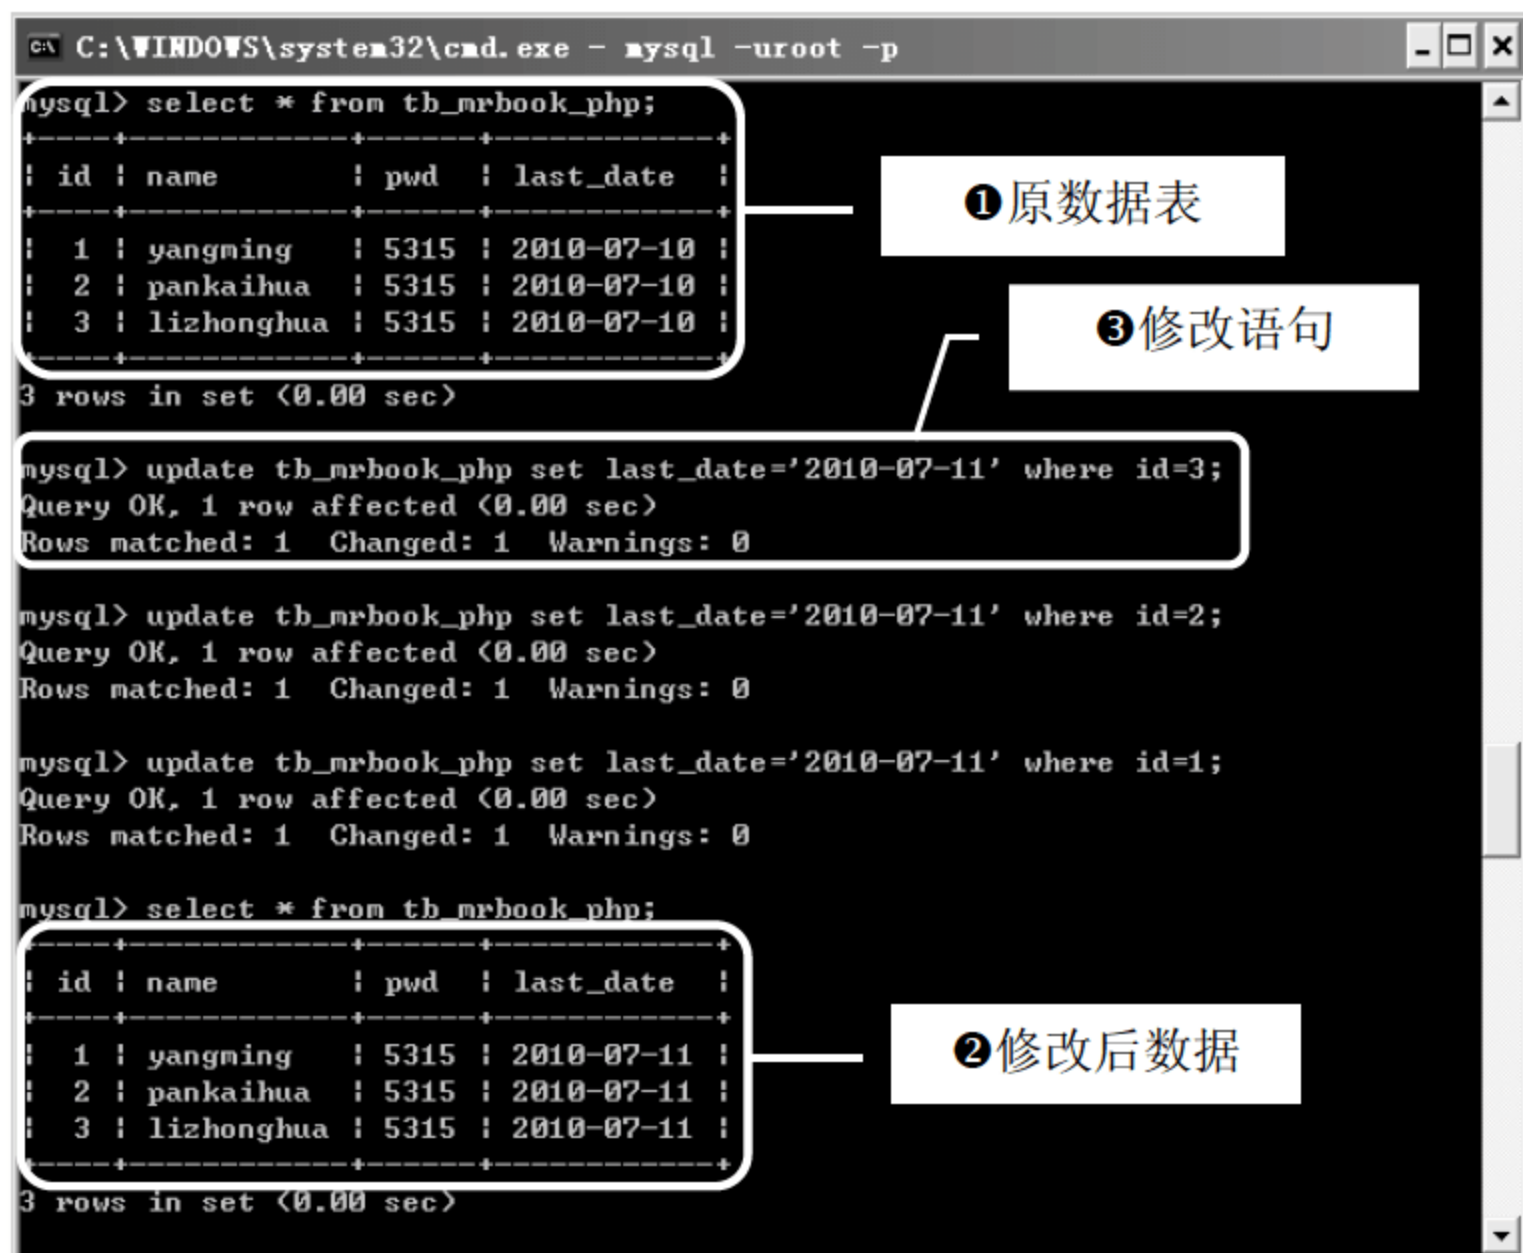 C:\WINDOWS\system32\cmd.exe - mysql -uroot -p
mysql> select * from tb_mrbook_php;
+----+------------+------+------------+
| id | name       | pwd  | last_date  |
+----+------------+------+------------+
|  1 | yangming   | 5315 | 2010-07-10 |
|  2 | pankaihua  | 5315 | 2010-07-10 |
|  3 | lizhonghua | 5315 | 2010-07-10 |
+----+------------+------+------------+
3 rows in set (0.00 sec)
❶原数据表
❸修改语句
mysql> update tb_mrbook_php set last_date='2010-07-11' where id=3;
Query OK, 1 row affected (0.00 sec)
Rows matched: 1  Changed: 1  Warnings: 0
mysql> update tb_mrbook_php set last_date='2010-07-11' where id=2;
Query OK, 1 row affected (0.00 sec)
Rows matched: 1  Changed: 1  Warnings: 0
mysql> update tb_mrbook_php set last_date='2010-07-11' where id=1;
Query OK, 1 row affected (0.00 sec)
Rows matched: 1  Changed: 1  Warnings: 0
mysql> select * from tb_mrbook_php;
+----+------------+------+------------+
| id | name       | pwd  | last_date  |
+----+------------+------+------------+
|  1 | yangming   | 5315 | 2010-07-11 |
|  2 | pankaihua  | 5315 | 2010-07-11 |
|  3 | lizhonghua | 5315 | 2010-07-11 |
+----+------------+------+------------+
❷修改后数据
3 rows in set (0.00 sec)